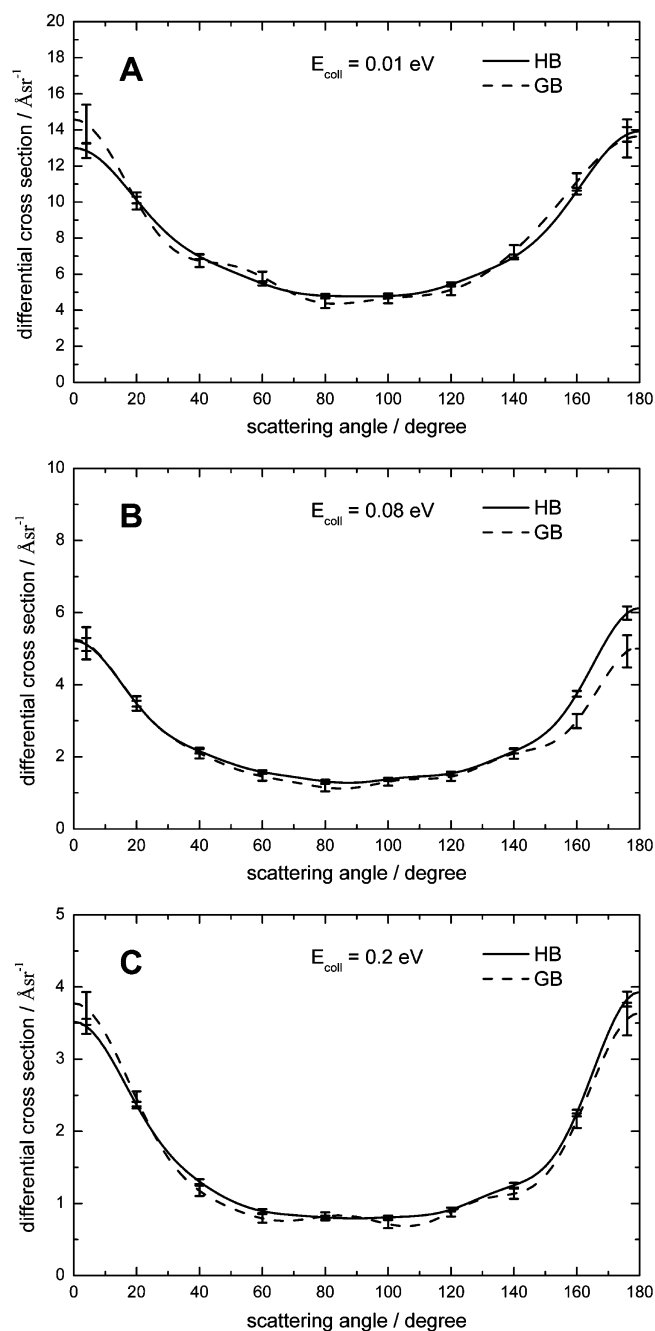 A
E_coll = 0.01 eV
HB
GB
20
18
16
14
12
10
8
6
4
2
0
0 20 40 60 80 100 120 140 160 180
differential cross section / Åsr⁻¹
scattering angle / degree
B
E_coll = 0.08 eV
HB
GB
10
8
6
4
2
0
0 20 40 60 80 100 120 140 160 180
differential cross section / Åsr⁻¹
scattering angle / degree
C
E_coll = 0.2 eV
HB
GB
5
4
3
2
1
0
0 20 40 60 80 100 120 140 160 180
differential cross section / Åsr⁻¹
scattering angle / degree